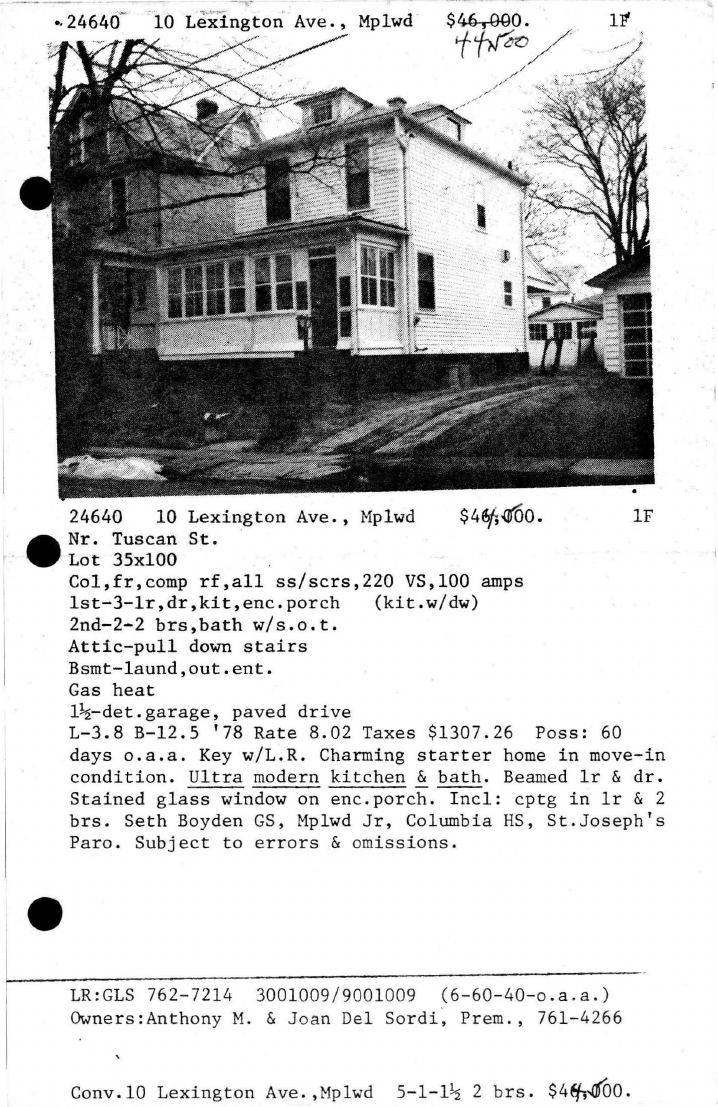 24640 10 Lexington Ave., Mplwd $46,000. 1F
44500
24640 10 Lexington Ave., Mplwd $44,500. 1F
Nr. Tuscan St.
Lot 35x100
Col,fr,comp rf,all ss/scrs,220 VS,100 amps
1st-3-lr,dr,kit,enc.porch (kit.w/dw)
2nd-2-2 brs,bath w/s.o.t.
Attic-pull down stairs
Bsmt-laund,out.ent.
Gas heat
1½-det.garage, paved drive
L-3.8 B-12.5 '78 Rate 8.02 Taxes $1307.26 Poss: 60
days o.a.a. Key w/L.R. Charming starter home in move-in
condition. Ultra modern kitchen & bath. Beamed lr & dr.
Stained glass window on enc.porch. Incl: cptg in lr & 2
brs. Seth Boyden GS, Mplwd Jr, Columbia HS, St.Joseph's
Paro. Subject to errors & omissions.
LR:GLS 762-7214 3001009/9001009 (6-60-40-o.a.a.)
Owners:Anthony M. & Joan Del Sordi, Prem., 761-4266
Conv.10 Lexington Ave.,Mplwd 5-1-1½ 2 brs. $44,500.